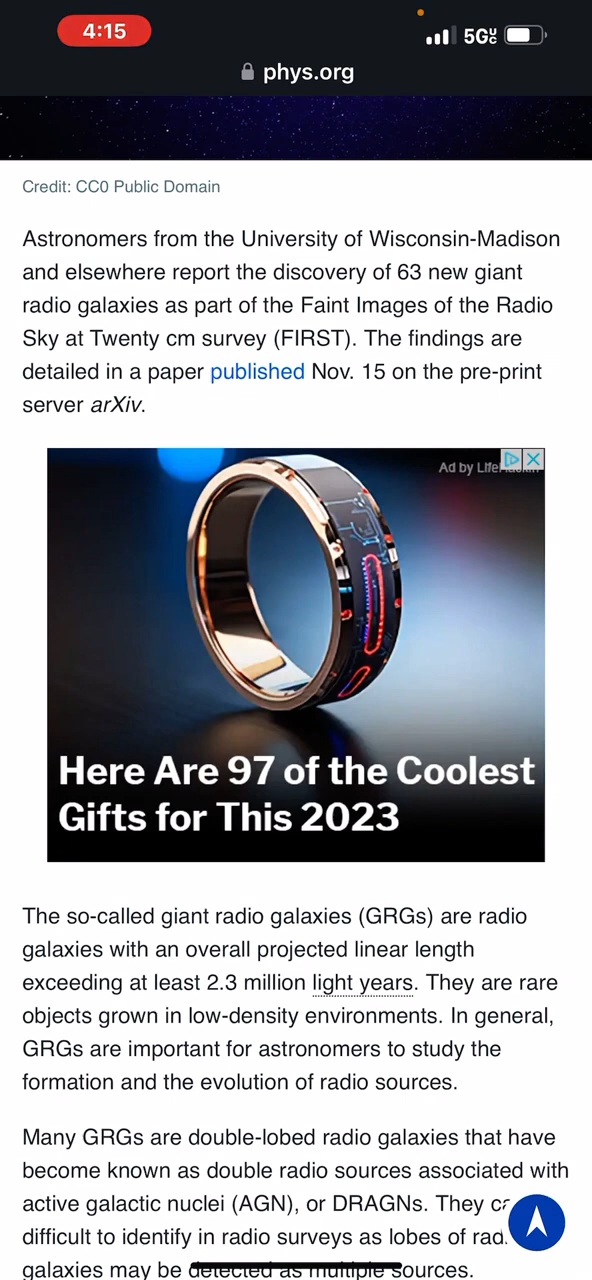 4:15
5G
phys.org
Credit: CC0 Public Domain
Astronomers from the University of Wisconsin-Madison
and elsewhere report the discovery of 63 new giant
radio galaxies as part of the Faint Images of the Radio
Sky at Twenty cm survey (FIRST). The findings are
detailed in a paper published Nov. 15 on the pre-print
server arXiv.
Ad by
Here Are 97 of the Coolest
Gifts for This 2023
The so-called giant radio galaxies (GRGs) are radio
galaxies with an overall projected linear length
exceeding at least 2.3 million light years. They are rare
objects grown in low-density environments. In general,
GRGs are important for astronomers to study the
formation and the evolution of radio sources.
Many GRGs are double-lobed radio galaxies that have
become known as double radio sources associated with
active galactic nuclei (AGN), or DRAGNs. They
difficult to identify in radio surveys as lobes of
galaxies may be detected as multiple sources.